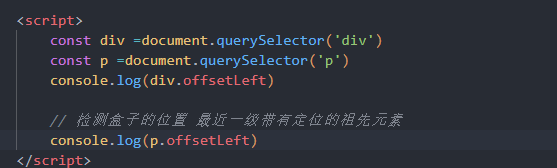 <script>
const div =document.querySelector('div')
const p =document.querySelector('p')
console.log(div.offsetLeft)
// 检测盒子的位置 最近一级带有定位的祖先元素
console.log(p.offsetLeft)
</script>